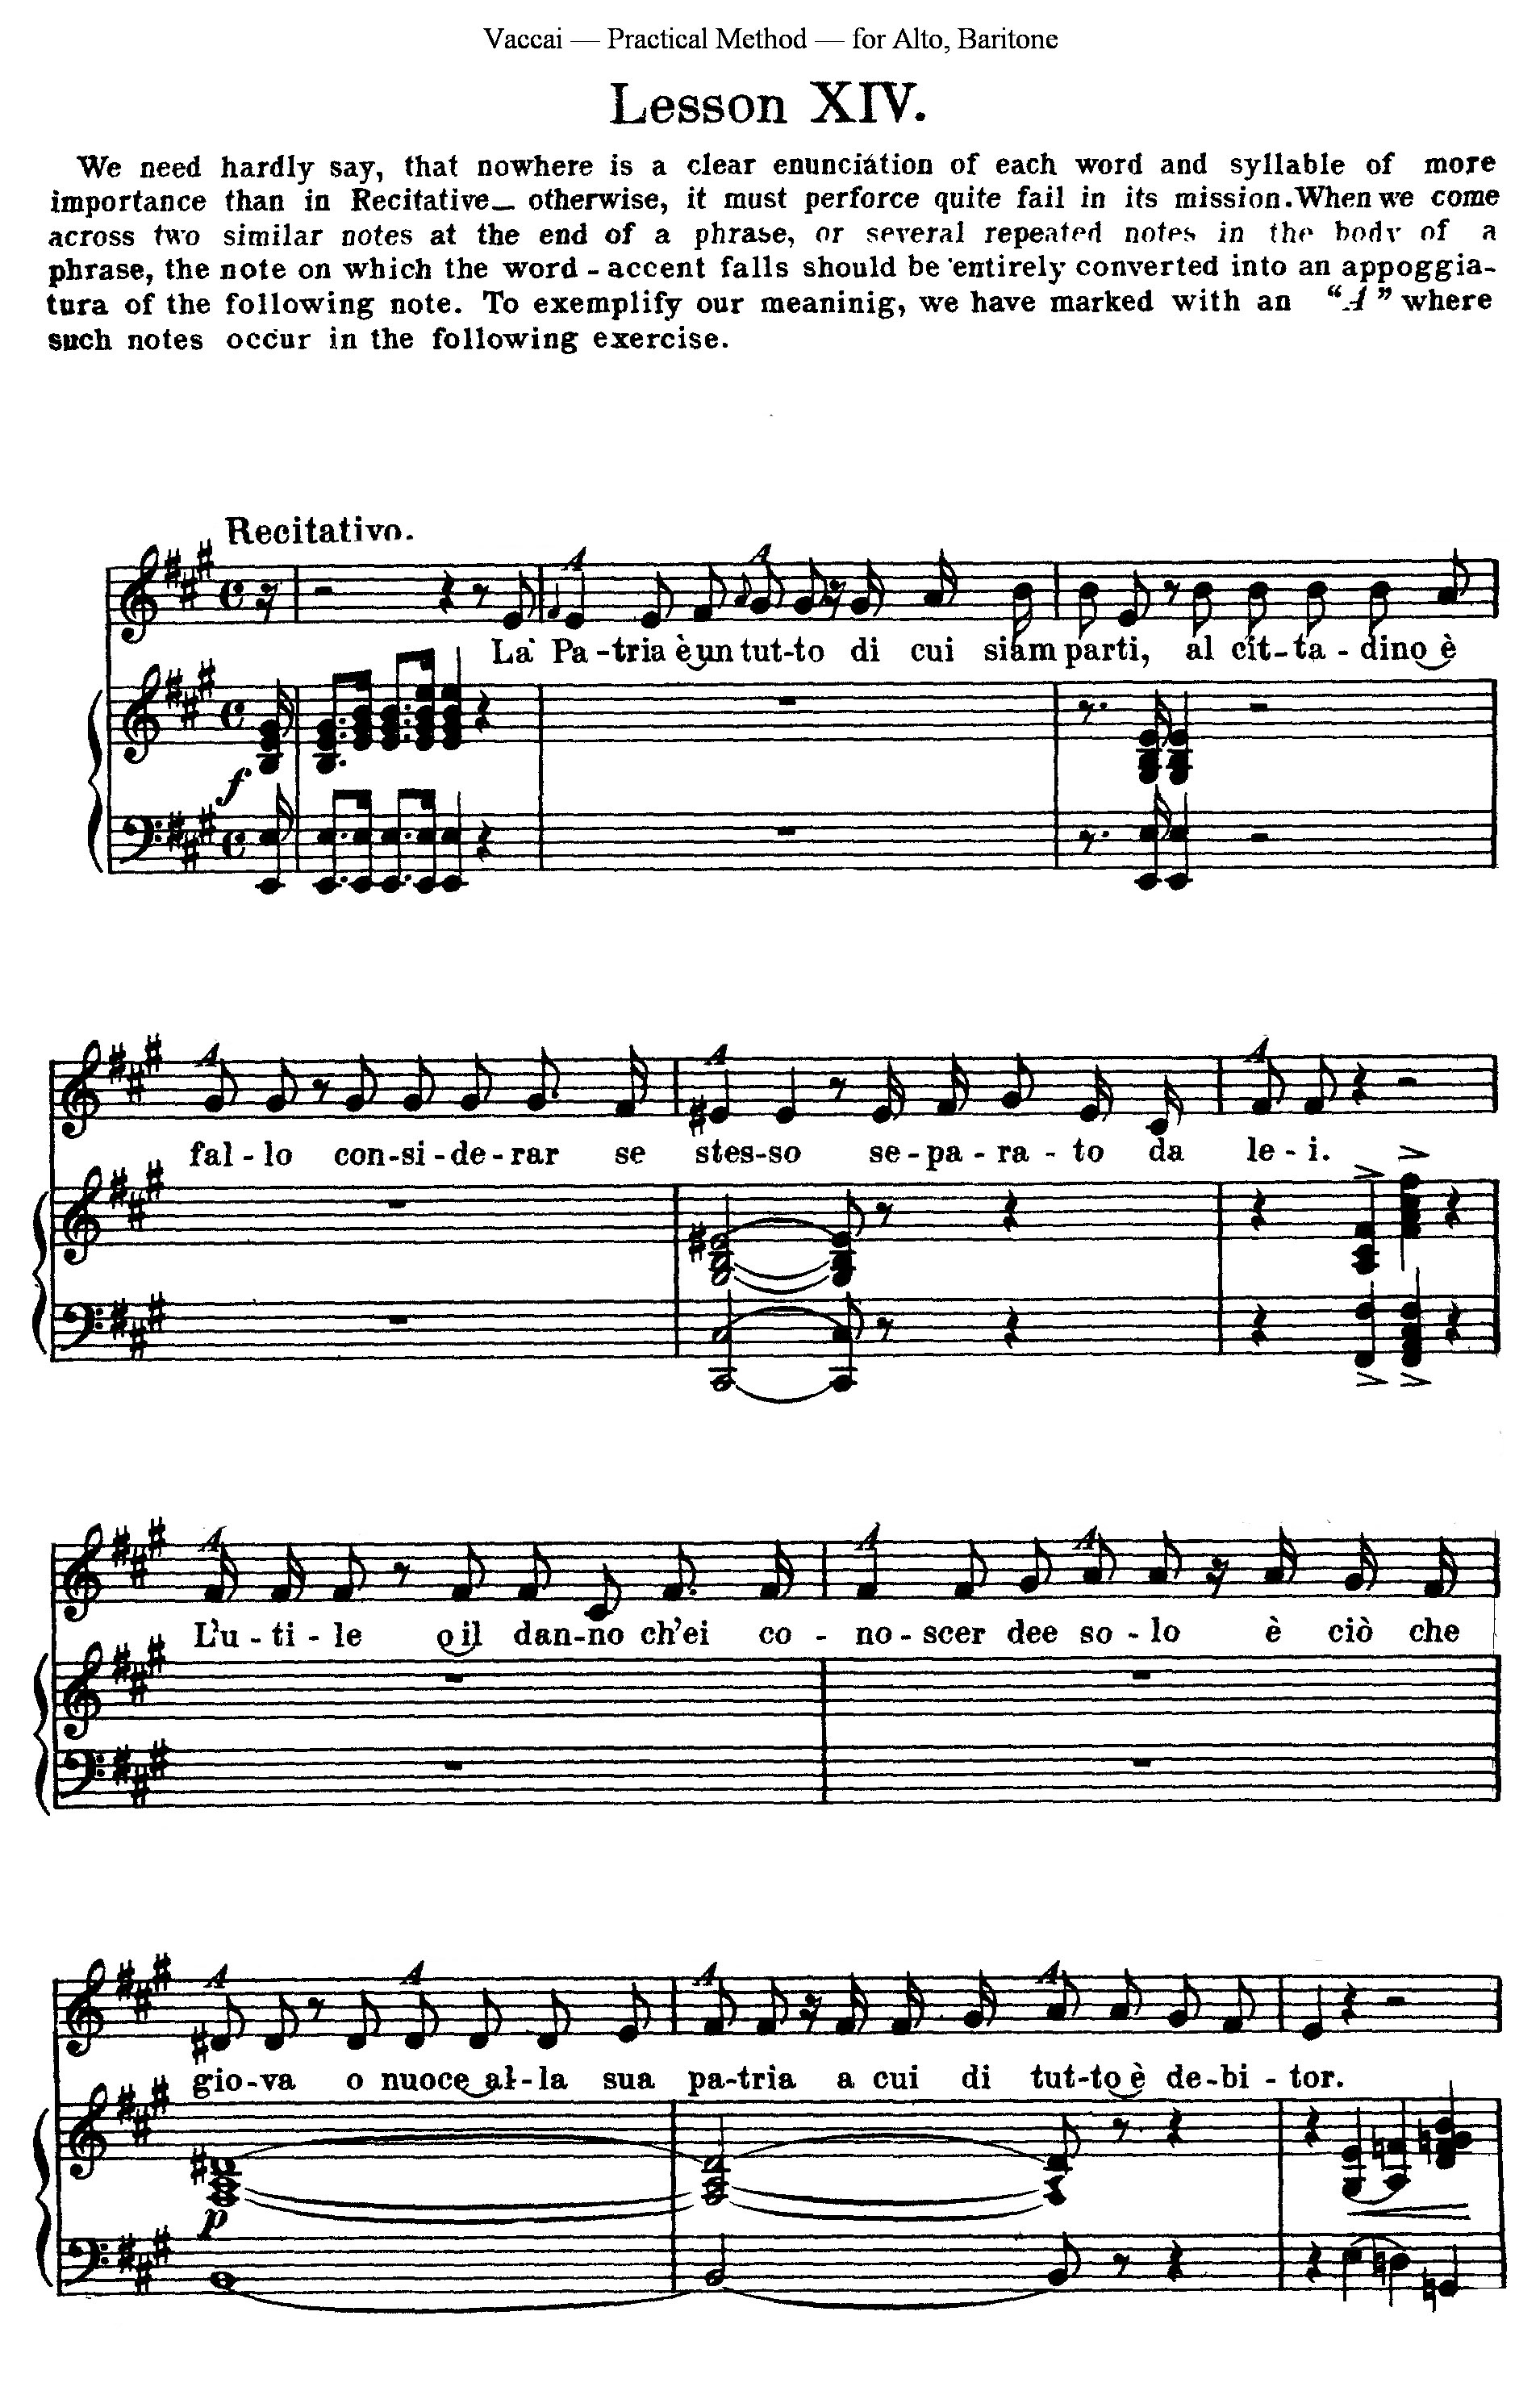 Vaccai — Practical Method — for Alto, Baritone
Lesson XIV.
We need hardly say, that nowhere is a clear enunciátion of each word and syllable of more
importance than in Recitative_ otherwise, it must perforce quite fail in its mission. When we come
across two similar notes at the end of a phrase, or several repeated notes in the body of a
phrase, the note on which the word-accent falls should be entirely converted into an appoggia-
tura of the following note. To exemplify our meaninig, we have marked with an "A" where
such notes occur in the following exercise.
Recitativo.
A A
La Pa-tria è un tut-to di cui siam parti, al cit-ta-dino è
f
A A A
fal-lo con-si-de-rar se stes-so se-pa-ra-to da le-i.
A A A
L'u-ti-le o il dan-no ch'ei co-no-scer dee so-lo è ciò che
A A A A
gio-va o nuoce al-la sua pa-tria a cui di tut-to è de-bi-tor.
p